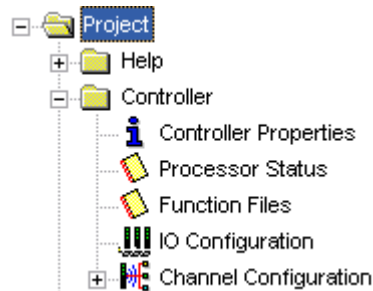 Project
Help
Controller
Controller Properties
Processor Status
Function Files
IO Configuration
Channel Configuration